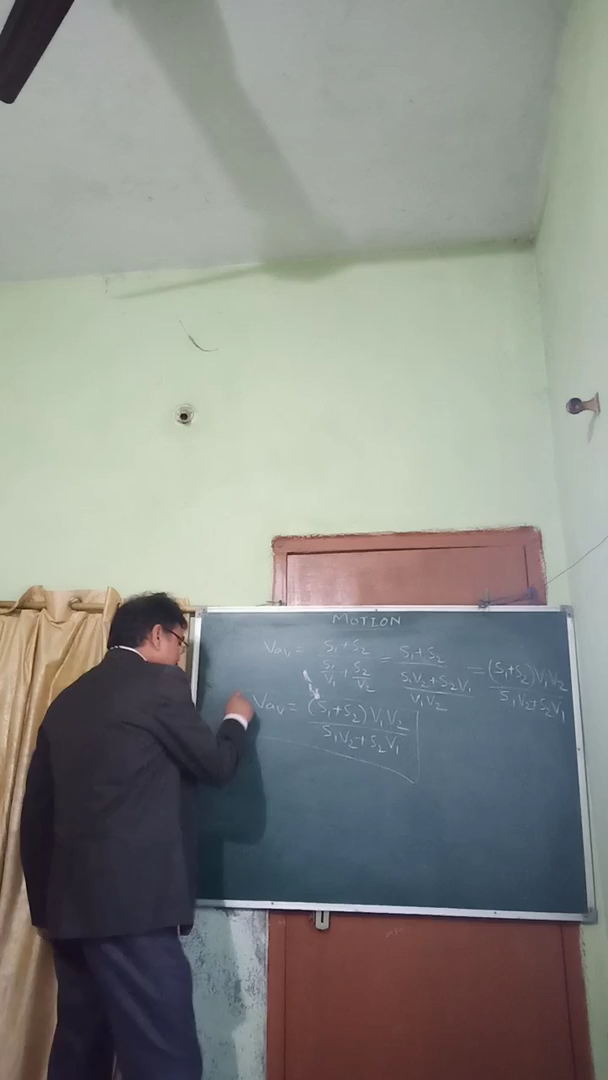 MOTION
Vav = S₁+S₂ / (S₁/V₁ + S₂/V₂) = S₁+S₂ / ((S₁V₂+S₂V₁)/V₁V₂) = (S₁+S₂)V₁V₂ / S₁V₂+S₂V₁
Vav = (S₁+S₂)V₁V₂ / S₁V₂+S₂V₁